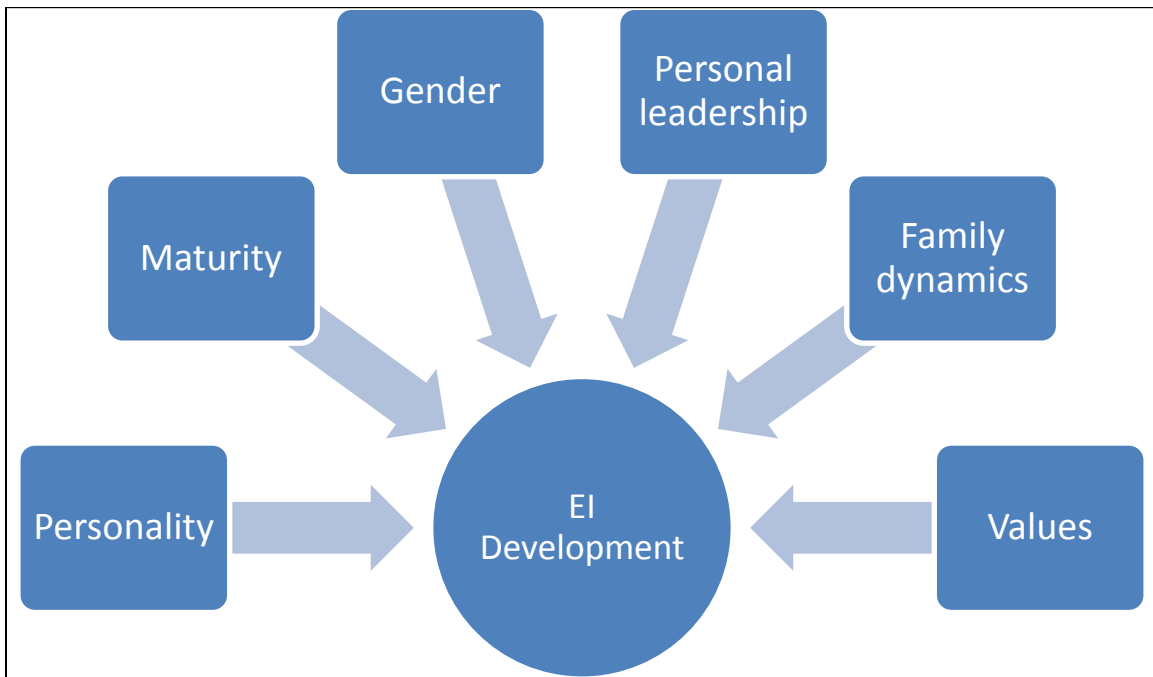 Gender
Personal
leadership
Maturity
Family
dynamics
Personality
EI
Development
Values